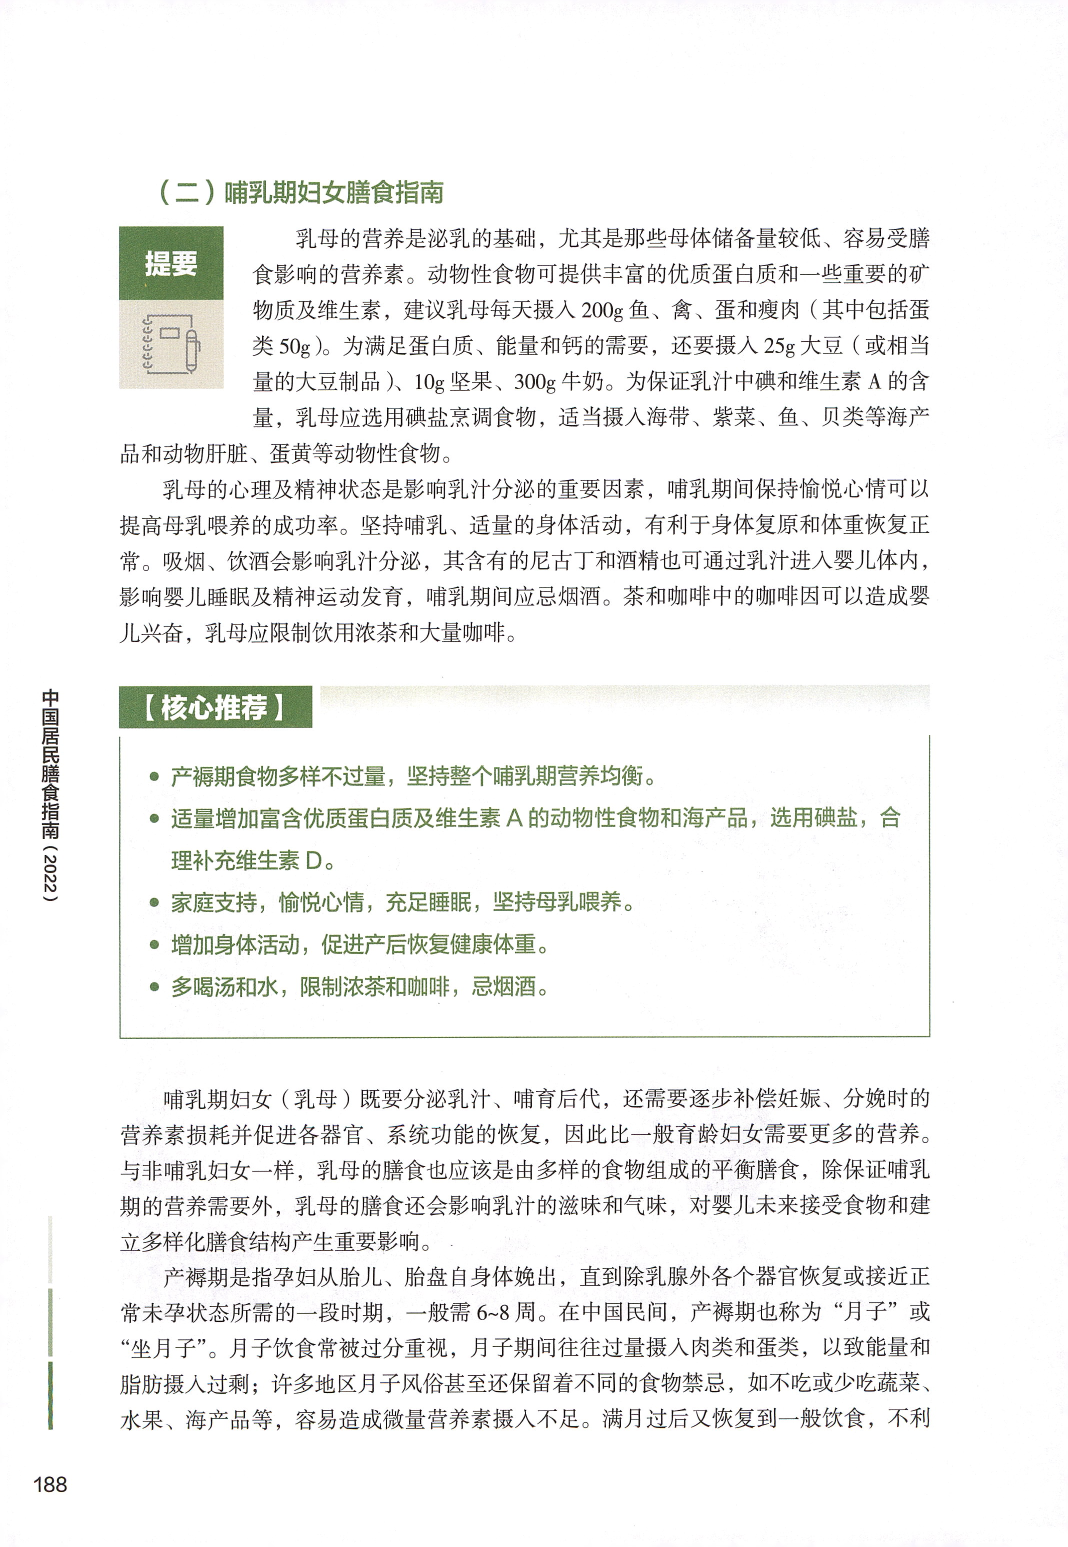 （二）哺乳期妇女膳食指南
提要
乳母的营养是泌乳的基础，尤其是那些母体储备量较低、容易受膳
食影响的营养素。动物性食物可提供丰富的优质蛋白质和一些重要的矿
物质及维生素，建议乳母每天摄入 200g 鱼、禽、蛋和瘦肉（其中包括蛋
类 50g）。为满足蛋白质、能量和钙的需要，还要摄入 25g 大豆（或相当
量的大豆制品）、10g 坚果、300g 牛奶。为保证乳汁中碘和维生素 A 的含
量，乳母应选用碘盐烹调食物，适当摄入海带、紫菜、鱼、贝类等海产
品和动物肝脏、蛋黄等动物性食物。
乳母的心理及精神状态是影响乳汁分泌的重要因素，哺乳期间保持愉悦心情可以
提高母乳喂养的成功率。坚持哺乳、适量的身体活动，有利于身体复原和体重恢复正
常。吸烟、饮酒会影响乳汁分泌，其含有的尼古丁和酒精也可通过乳汁进入婴儿体内，
影响婴儿睡眠及精神运动发育，哺乳期间应忌烟酒。茶和咖啡中的咖啡因可以造成婴
儿兴奋，乳母应限制饮用浓茶和大量咖啡。
【核心推荐】
● 产褥期食物多样不过量，坚持整个哺乳期营养均衡。
● 适量增加富含优质蛋白质及维生素 A 的动物性食物和海产品，选用碘盐，合
理补充维生素 D。
● 家庭支持，愉悦心情，充足睡眠，坚持母乳喂养。
● 增加身体活动，促进产后恢复健康体重。
● 多喝汤和水，限制浓茶和咖啡，忌烟酒。
哺乳期妇女（乳母）既要分泌乳汁、哺育后代，还需要逐步补偿妊娠、分娩时的
营养素损耗并促进各器官、系统功能的恢复，因此比一般育龄妇女需要更多的营养。
与非哺乳妇女一样，乳母的膳食也应该是由多样的食物组成的平衡膳食，除保证哺乳
期的营养需要外，乳母的膳食还会影响乳汁的滋味和气味，对婴儿未来接受食物和建
立多样化膳食结构产生重要影响。
产褥期是指孕妇从胎儿、胎盘自身体娩出，直到除乳腺外各个器官恢复或接近正
常未孕状态所需的一段时期，一般需 6~8 周。在中国民间，产褥期也称为“月子”或
“坐月子”。月子饮食常被过分重视，月子期间往往过量摄入肉类和蛋类，以致能量和
脂肪摄入过剩；许多地区月子风俗甚至还保留着不同的食物禁忌，如不吃或少吃蔬菜、
水果、海产品等，容易造成微量营养素摄入不足。满月过后又恢复到一般饮食，不利
中国居民膳食指南（2022）
188